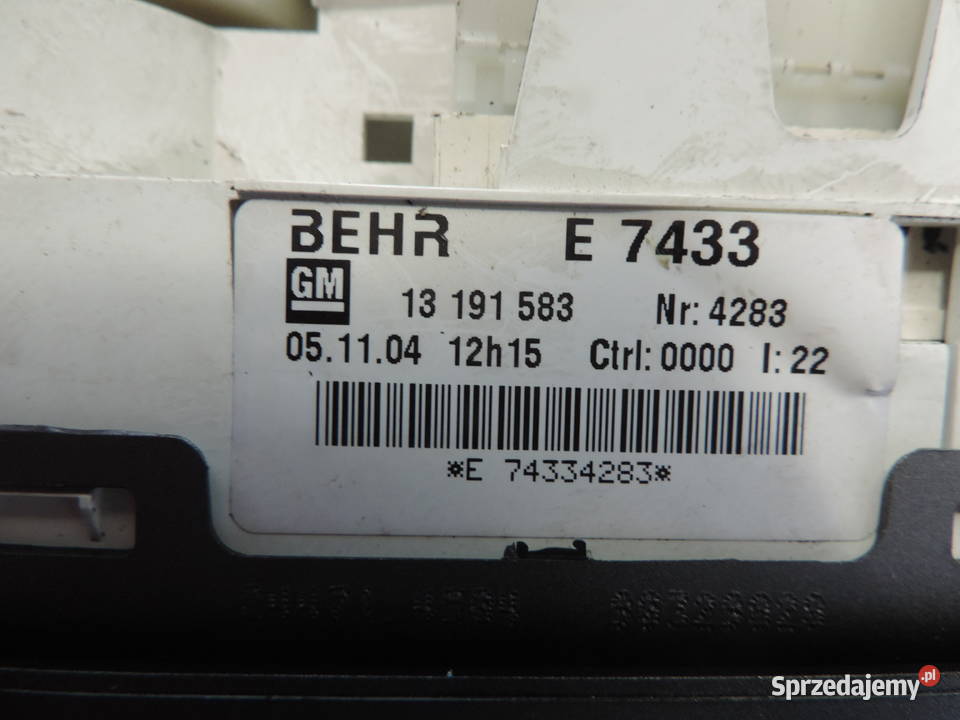 BEHR E 7433
GM 13 191 583 Nr: 4283
05.11.04 12h15 Ctrl: 0000 I: 22
*E 74334283*
Sprzedajemy.pl